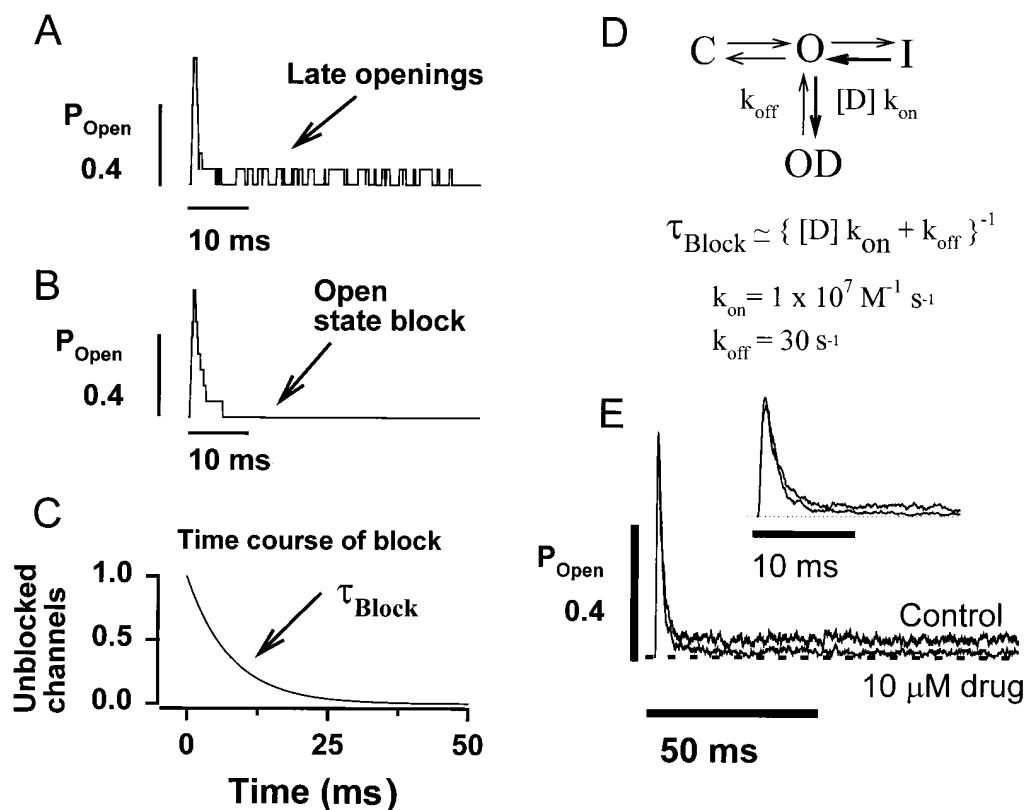 A
Late openings
P Open
0.4
10 ms
B
Open
state block
P Open
0.4
10 ms
C
Time course of block
Unblocked
channels
1.0
0.5
0.0
τ Block
0 25 50
Time (ms)
D
C O I
k off [D] k on
OD
τ Block ≃ { [D] k on + k off }⁻¹
k on = 1 x 10⁷ M⁻¹ s⁻¹
k off = 30 s⁻¹
E
10 ms
P Open
0.4
Control
10 µM drug
50 ms